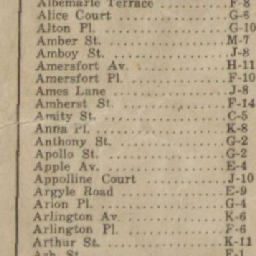 Albemarle Terrace F-8
Alice Court ........ G-6
Alton Pl. ........ G-10
Amber St. ........ M-7
Amboy St. ........ J-8
Amersfort Av. ........ H-11
Amersfort Pl. ........ F-10
Ames Lane ........ J-8
Amherst St. ........ F-14
Amity St. ........ C-5
Anna Pl. ........ K-8
Anthony St. ........ G-2
Apollo St. ........ G-2
Apple Av. ........ E-4
Appolline Court ........ J-10
Argyle Road ........ E-9
Arion Pl. ........ G-4
Arlington Av. ........ K-6
Arlington Pl. ........ F-6
Arthur St. ........ K-11
Ash St. F-1